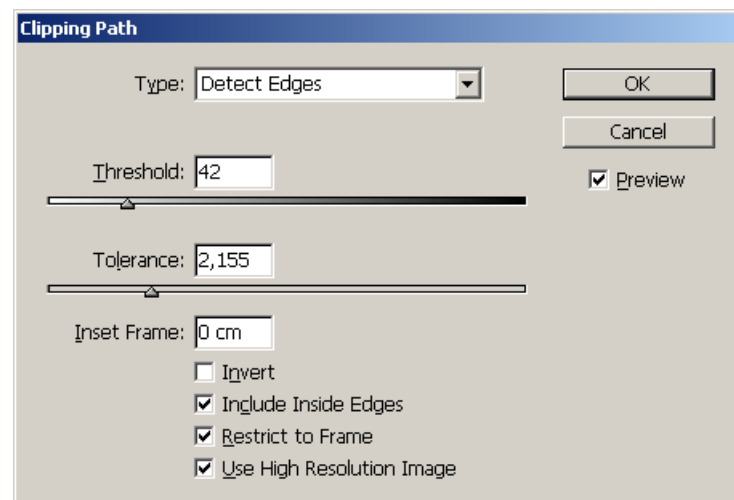 Clipping Path
Type: Detect Edges
OK
Cancel
Threshold: 42
Preview
Tolerance: 2,155
Inset Frame: 0 cm
Invert
Include Inside Edges
Restrict to Frame
Use High Resolution Image